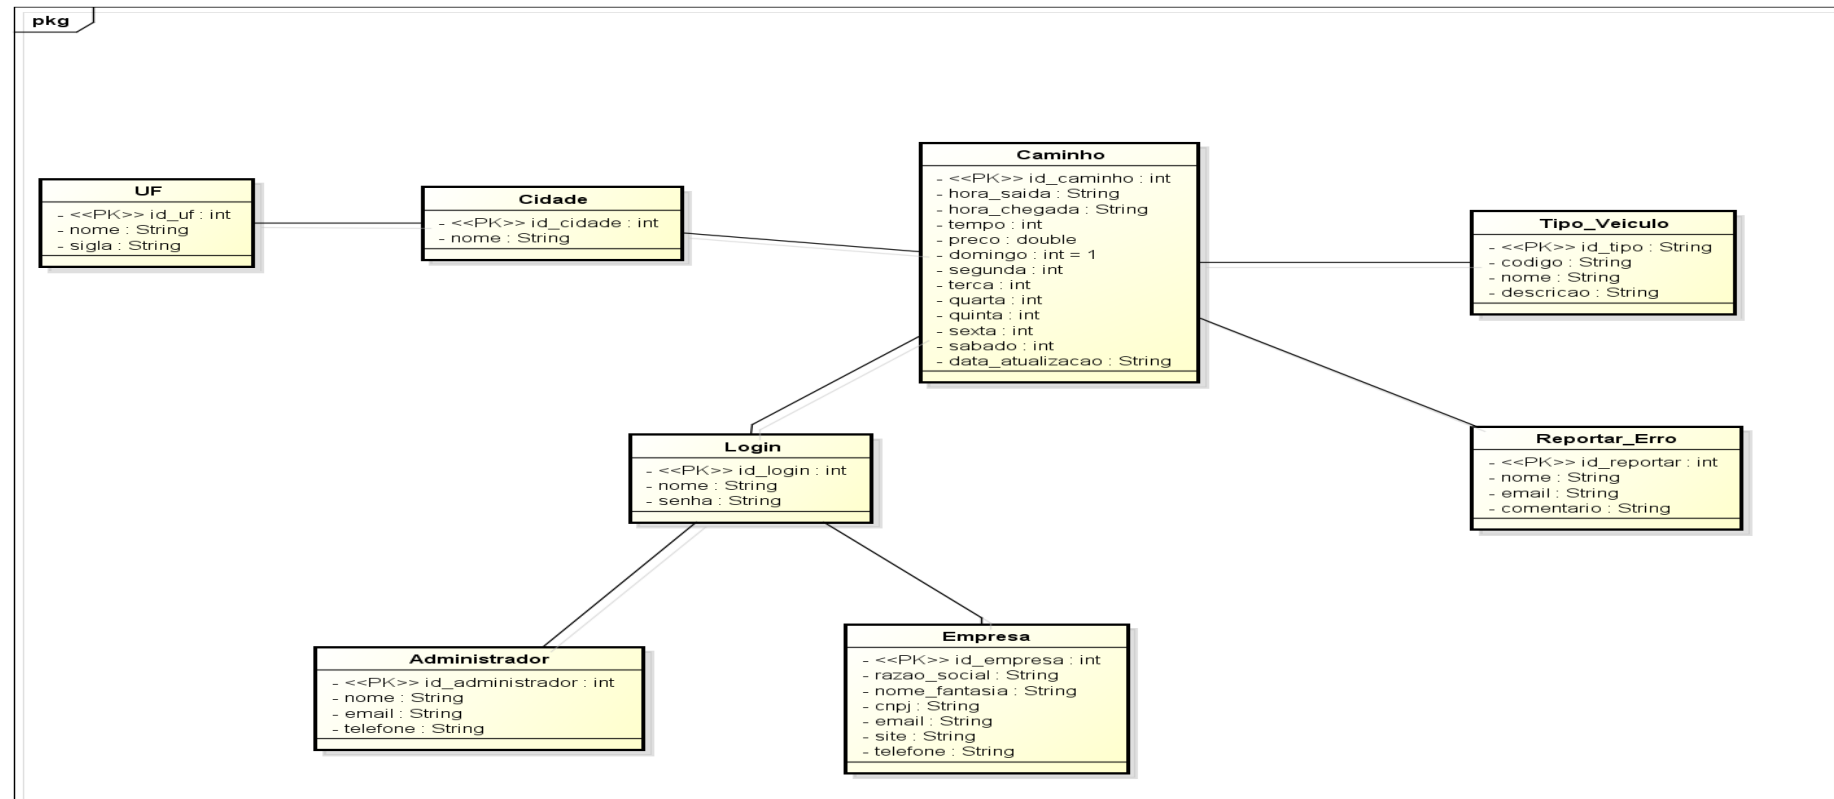 pkg
UF
- <<PK>> id_uf : int
- nome : String
- sigla : String
Cidade
- <<PK>> id_cidade : int
- nome : String
Caminho
- <<PK>> id_caminho : int
- hora_saida : String
- hora_chegada : String
- tempo : int
- preco : double
- domingo : int = 1
- segunda : int
- terca : int
- quarta : int
- quinta : int
- sexta : int
- sabado : int
- data_atualizacao : String
Tipo_Veiculo
- <<PK>> id_tipo : String
- codigo : String
- nome : String
- descricao : String
Login
- <<PK>> id_login : int
- nome : String
- senha : String
Reportar_Erro
- <<PK>> id_reportar : int
- nome : String
- email : String
- comentario : String
Administrador
- <<PK>> id_administrador : int
- nome : String
- email : String
- telefone : String
Empresa
- <<PK>> id_empresa : int
- razao_social : String
- nome_fantasia : String
- cnpj : String
- email : String
- site : String
- telefone : String